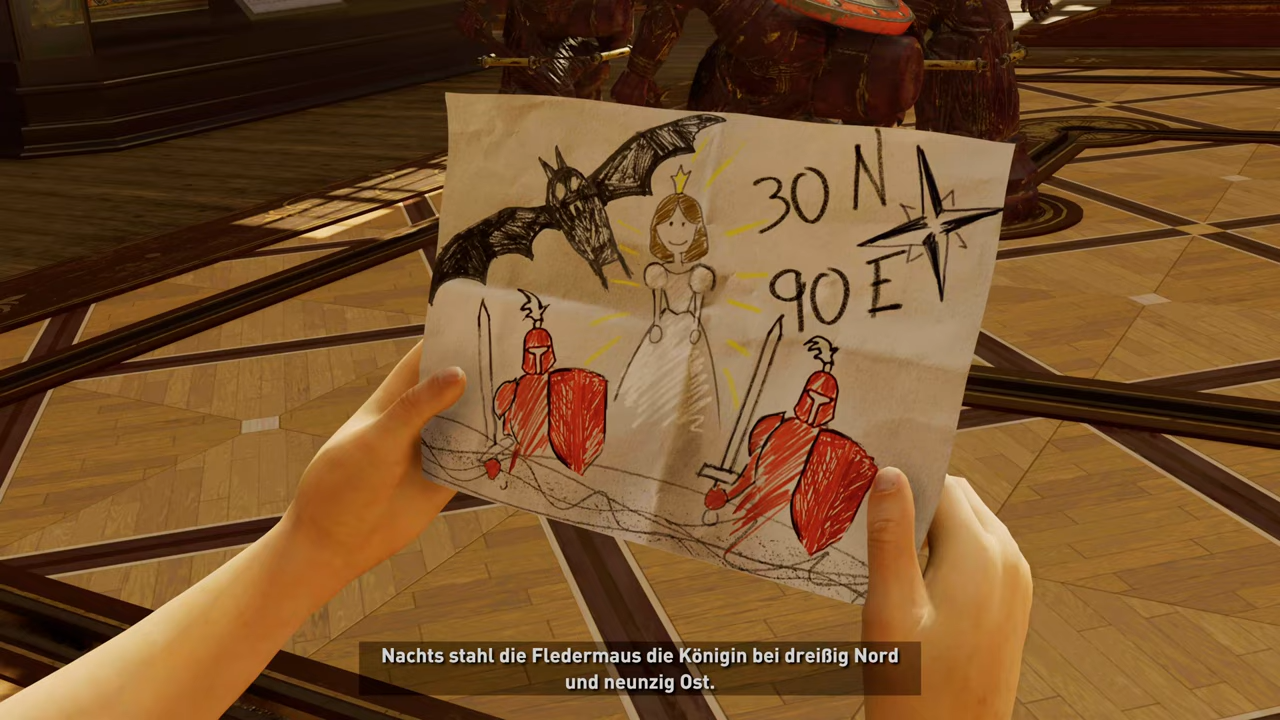 30 N
90 E
Nachts stahl die Fledermaus die Königin bei dreißig Nord
und neunzig Ost.